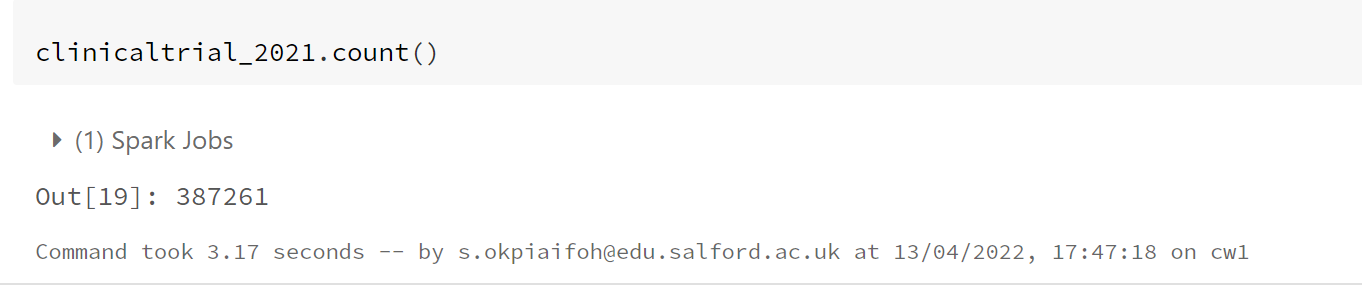 clinicaltrial_2021.count()
(1) Spark Jobs
Out[19]: 387261
Command took 3.17 seconds -- by s.okpiaifoh@edu.salford.ac.uk at 13/04/2022, 17:47:18 on cw1